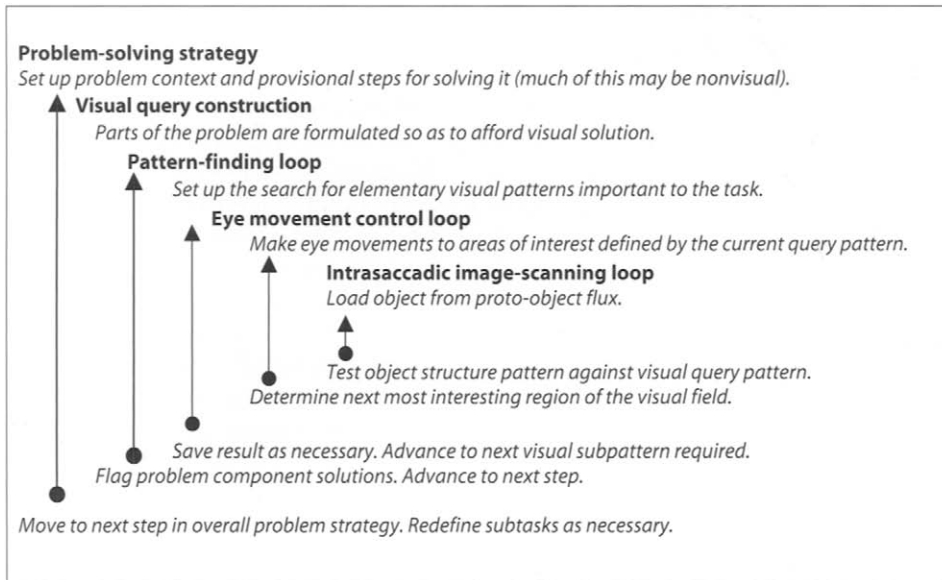 Problem-solving strategy
Set up problem context and provisional steps for solving it (much of this may be nonvisual).
Visual query construction
Parts of the problem are formulated so as to afford visual solution.
Pattern-finding loop
Set up the search for elementary visual patterns important to the task.
Eye movement control loop
Make eye movements to areas of interest defined by the current query pattern.
Intrasaccadic image-scanning loop
Load object from proto-object flux.
Test object structure pattern against visual query pattern.
Determine next most interesting region of the visual field.
Save result as necessary. Advance to next visual subpattern required.
Flag problem component solutions. Advance to next step.
Move to next step in overall problem strategy. Redefine subtasks as necessary.